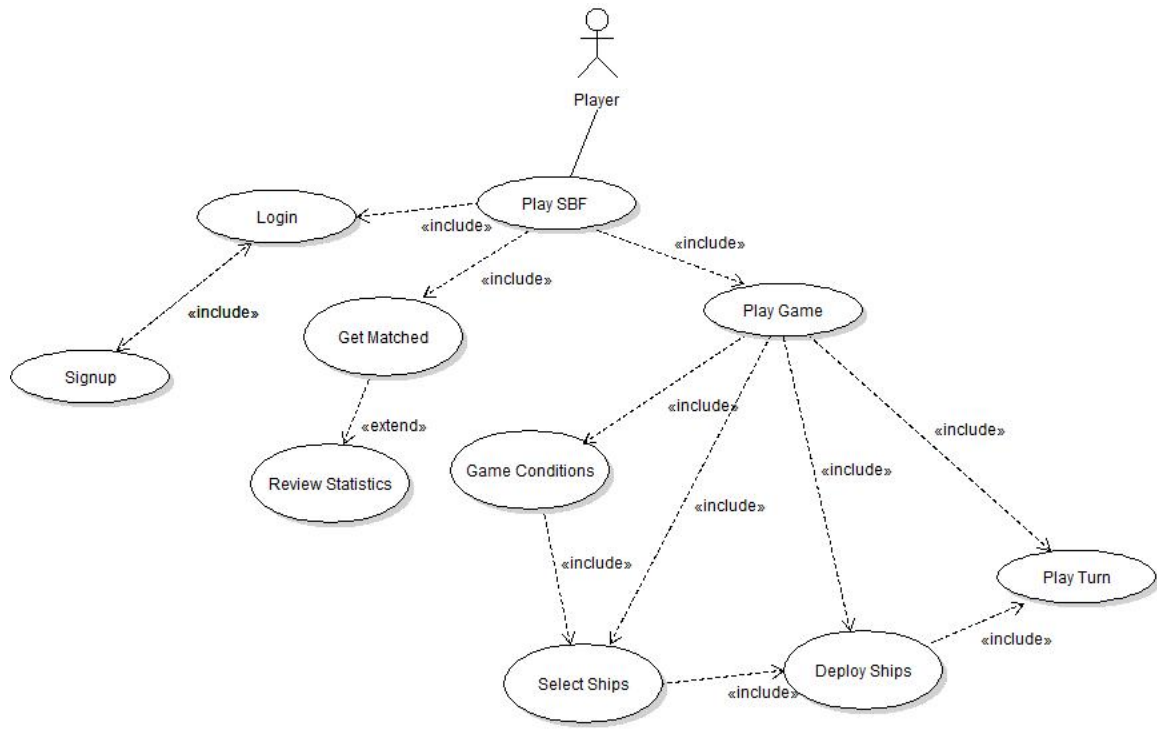 Player
Play SBF
Login
«include»
«include»
«include»
«include»
Play Game
Get Matched
Signup
«include»
«extend»
«include»
Game Conditions
«include»
Review Statistics
«include»
«include»
Play Turn
«include»
Deploy Ships
Select Ships
«include»